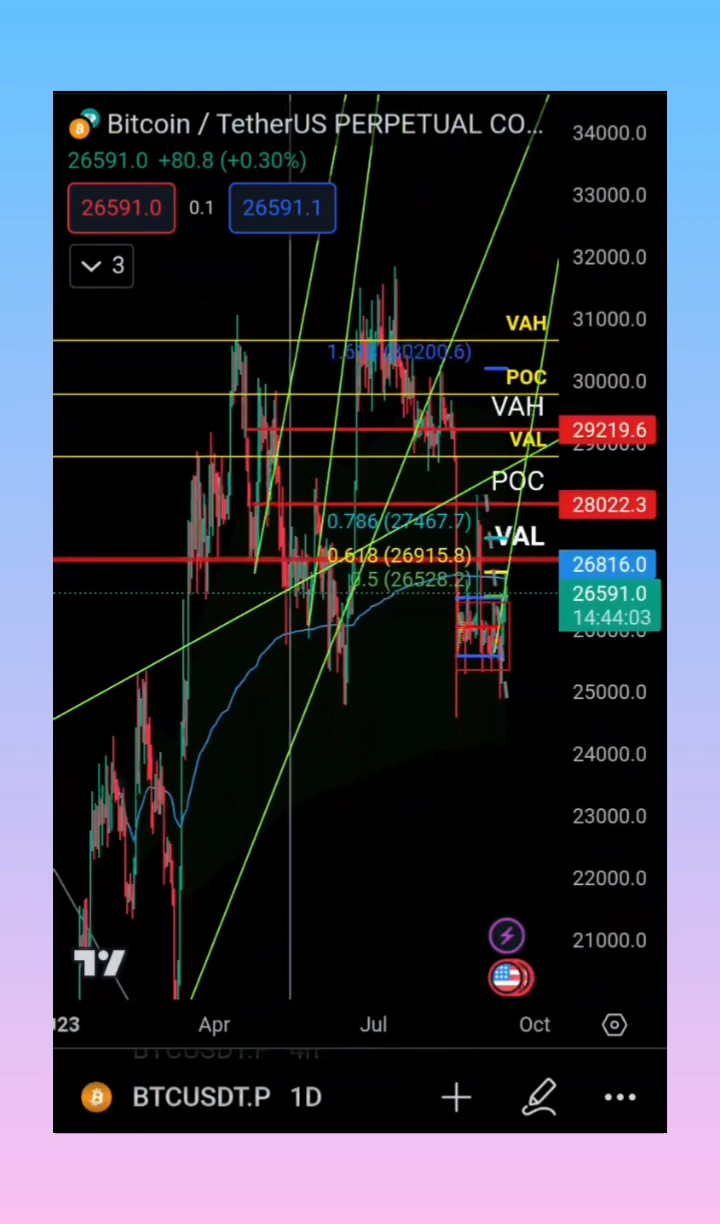 Bitcoin / TetherUS PERPETUAL CO...
26591.0 +80.8 (+0.30%)
26591.0 0.1 26591.1
3
34000.0
33000.0
32000.0
31000.0
30000.0
29219.6
28022.3
26816.0
26591.0
14:44:03
25000.0
24000.0
23000.0
22000.0
21000.0
VAH
POC
VAH
VAL
POC
VAL
0.786 (27467.7)
0.618 (26915.8)
0.5 (26528.2)
Apr Jul Oct
BTCUSDT.P 1D